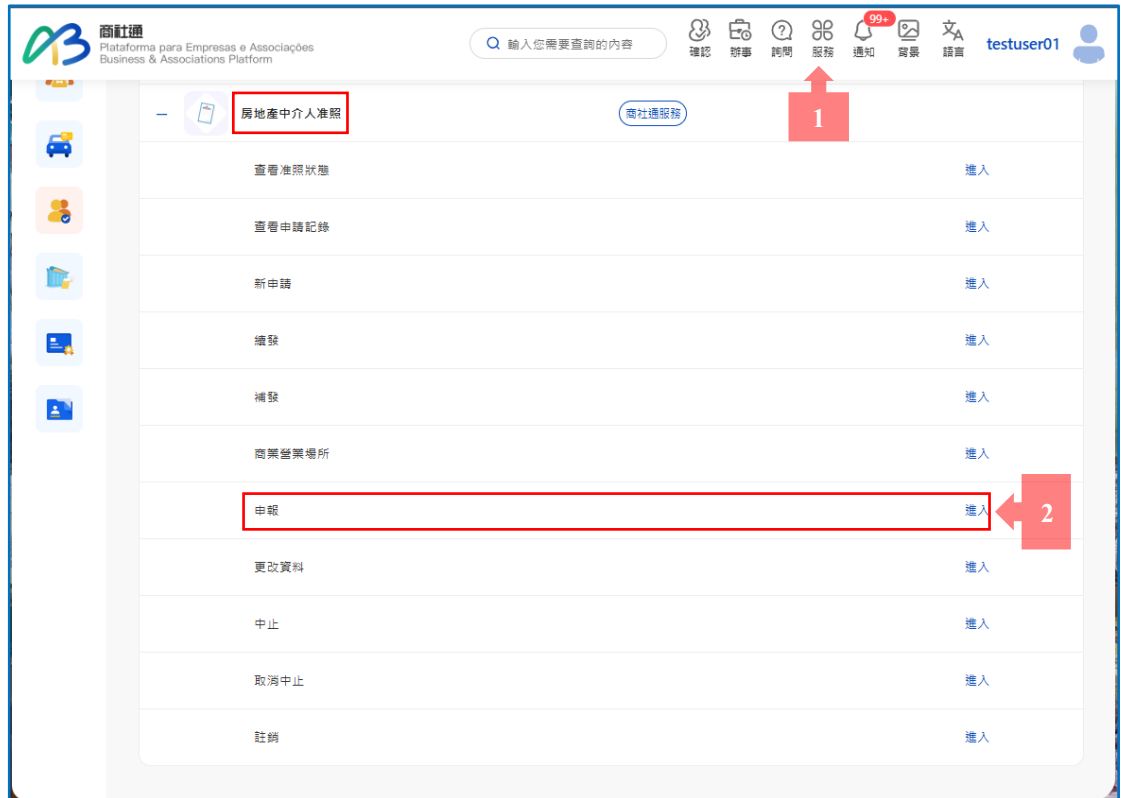 商社通
Plataforma para Empresas e Associações
Business & Associations Platform
輸入您需要查詢的內容
確認 辦事 詢問 服務 通知 背景 語言
99+
testuser01
1
房地產中介人准照 商社通服務
查看准照狀態 進入
查看申請記錄 進入
新申請 進入
續發 進入
補發 進入
商業營業場所 進入
申報 進入
2
更改資料 進入
中止 進入
取消中止 進入
註銷 進入